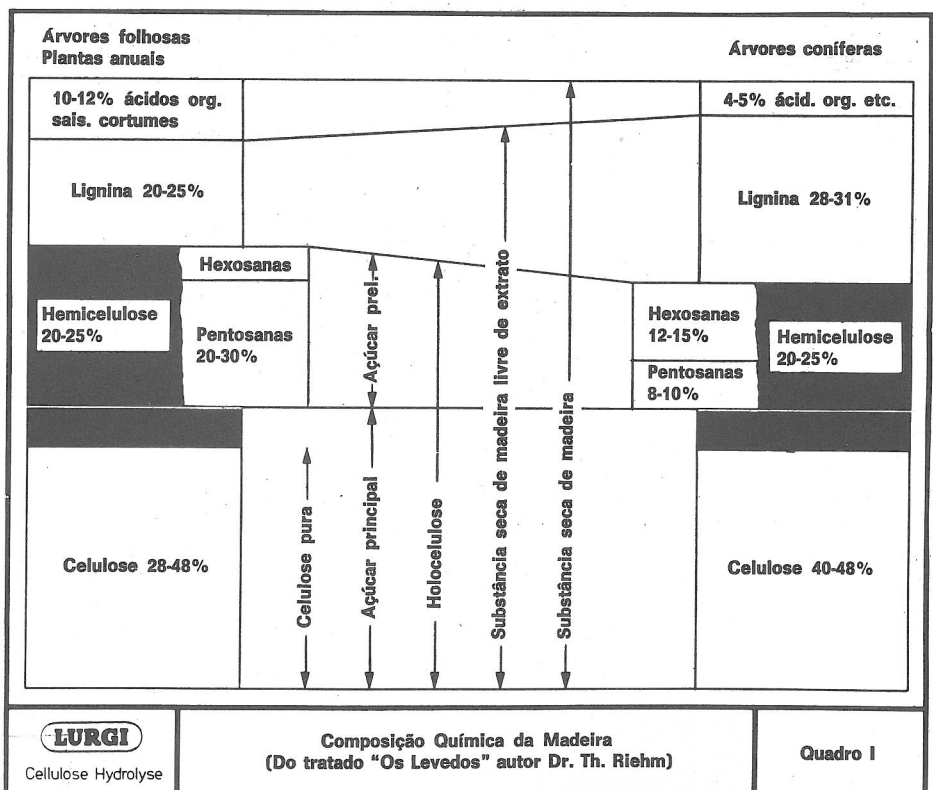 Árvores folhosas
Plantas anuais
Árvores coníferas
10-12% ácidos org.
sais. cortumes
4-5% ácid. org. etc.
Lignina 20-25%
Lignina 28-31%
Hexosanas
Hemicelulose
20-25%
Pentosanas
20-30%
Hexosanas
12-15%
Pentosanas
8-10%
Hemicelulose
20-25%
Celulose pura
Açúcar prel.
Açúcar principal
Holocelulose
Substância seca de madeira livre de extrato
Substância seca de madeira
Celulose 28-48%
Celulose 40-48%
LURGI
Cellulose Hydrolyse
Composição Química da Madeira
(Do tratado “Os Levedos” autor Dr. Th. Riehm)
Quadro I